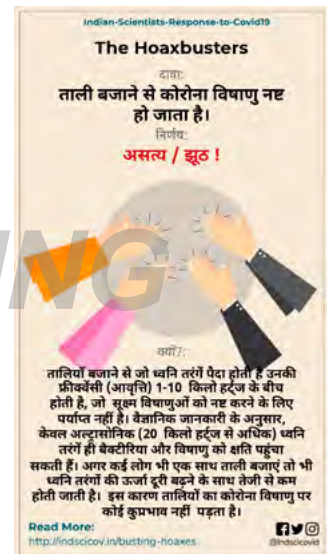 Indian-Scientists-Response-to-Covid19
The Hoaxbusters
दावा:
ताली बजाने से कोरोना विषाणु नष्ट
हो जाता है।
निर्णय:
असत्य / झूठ !
NG
क्यों?:
तालियों बजाने से जो ध्वनि तरंगें पैदा होती हैं उनकी
फ्रीक्वेंसी (आवृत्ति) 1-10 किलो हर्ट्ज के बीच
होती है, जो सूक्ष्म विषाणुओं को नष्ट करने के लिए
पर्याप्त नहीं है। वैज्ञानिक जानकारी के अनुसार,
केवल अल्ट्रासोनिक (20 किलो हर्ट्ज से अधिक) ध्वनि
तरंगें ही बैक्टीरिया और विषाणु को क्षति पहुंचा
सकती हैं। अगर कई लोग भी एक साथ ताली बजाएं तो भी
ध्वनि तरंगों की ऊर्जा दूरी बढ़ने के साथ तेजी से कम
होती जाती है। इस कारण तालियों का कोरोना विषाणु पर
कोई कुप्रभाव नहीं पड़ता है।
Read More:
http://indscicov.in/busting-hoaxes
@indscicovid